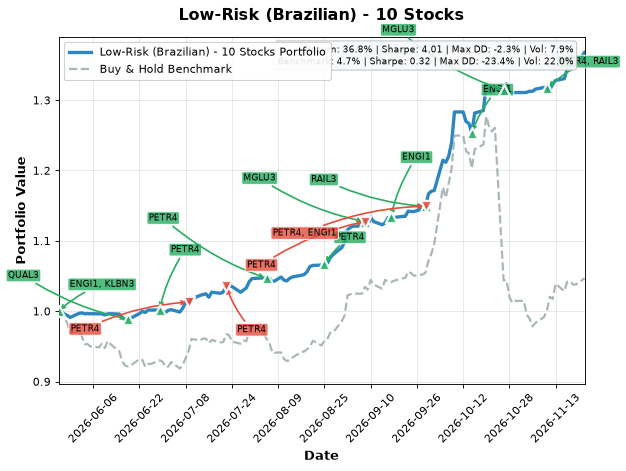 Low-Risk (Brazilian) - 10 Stocks
MGLU3
Low-Risk (Brazilian) - 10 Stocks Portfolio
Buy & Hold Benchmark
36.8% | Sharpe: 4.01 | Max DD: -2.3% | Vol: 7.9%
4.7% | Sharpe: 0.32 | Max DD: -23.4% | Vol: 22.0%
RAIL3
ENGI1
MGLU3
RAIL3
PETR4
PETR4, ENGI1
PETR4
PETR4
PETR4
QUAL3
ENGI1, KLBN3
PETR4
PETR4
Portfolio Value
1.3
1.2
1.1
1.0
0.9
2026-06-06
2026-06-22
2026-07-08
2026-07-24
2026-08-09
2026-08-25
2026-09-10
2026-09-26
2026-10-12
2026-10-28
2026-11-13
Date